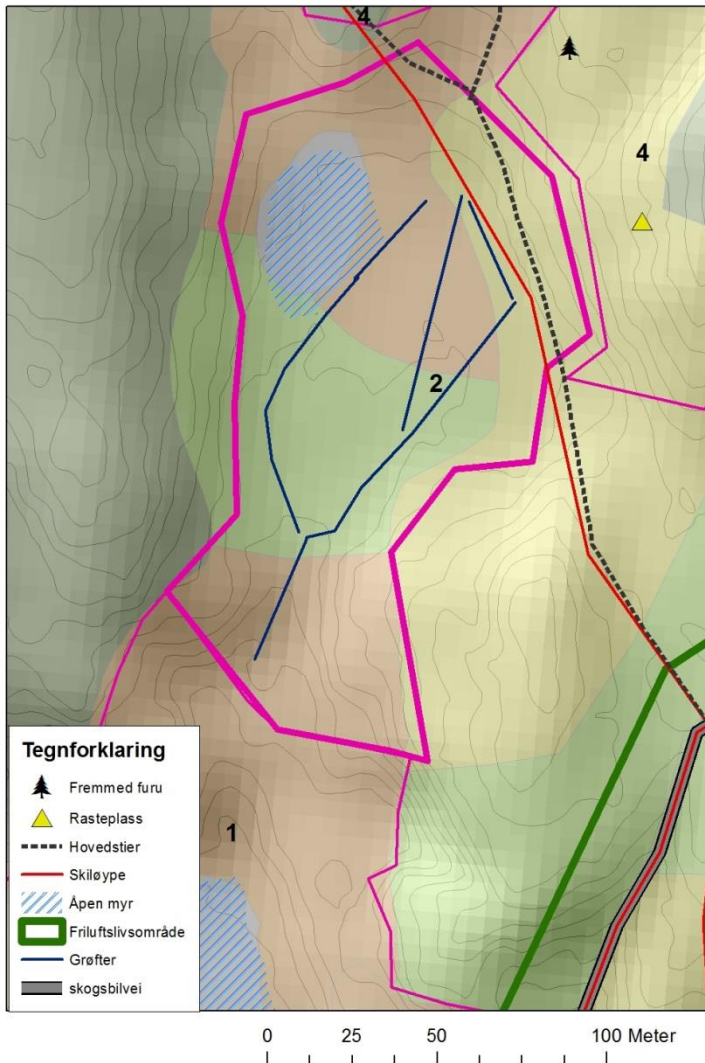 4
4
2
1
Tegnforklaring
Fremmed furu
Rasteplass
Hovedstier
Skiløype
Åpen myr
Friluftslivsområde
Grøfter
skogsbilvei
0 25 50 100 Meter